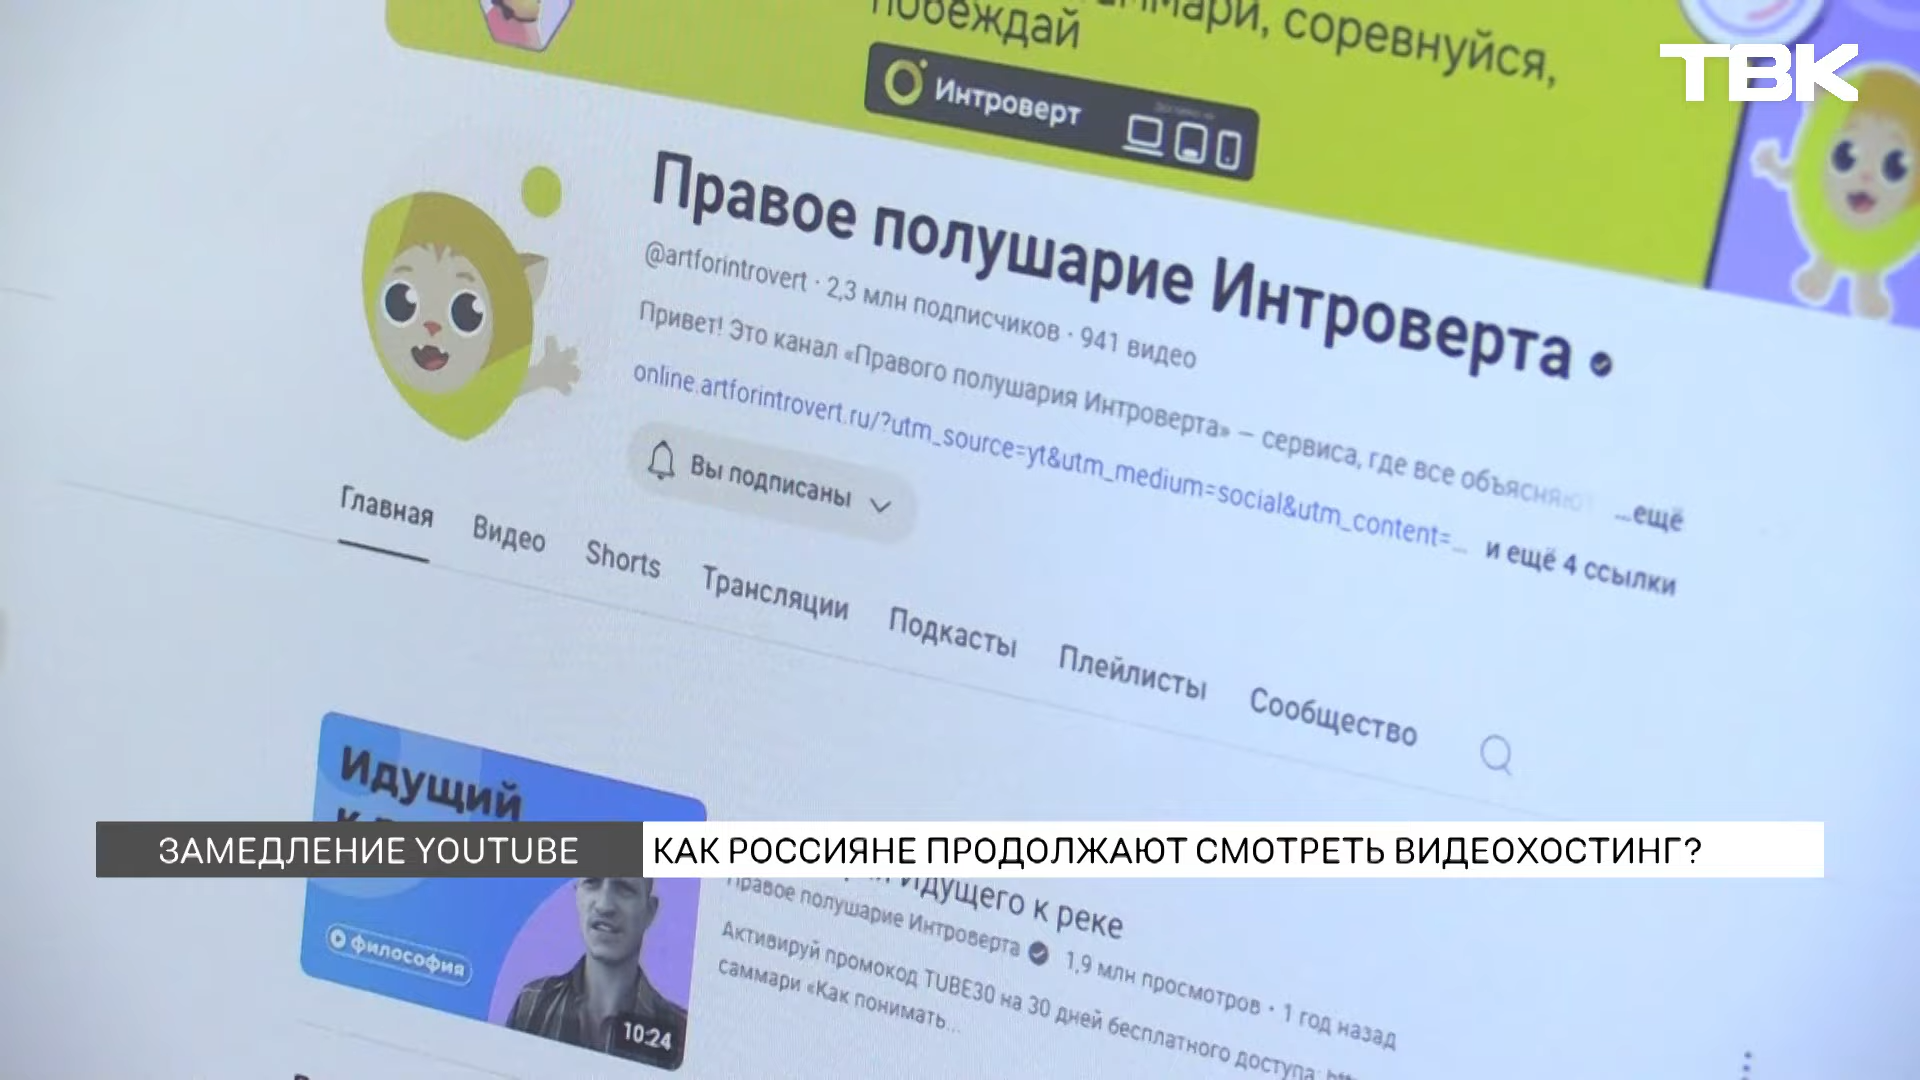 саммари, соревнуйся,
побеждай
ТВК
Интроверт
Правое полушарие Интроверта
@artforintrovert · 2,3 млн подписчиков · 941 видео
Привет! Это канал «Правого полушария Интроверта» – сервиса, где все объясняют ...ещё
online.artforintrovert.ru/?utm_source=yt&utm_medium=social&utm_content=... и ещё 4 ссылки
Вы подписаны
Главная Видео Shorts Трансляции Подкасты Плейлисты Сообщество
Идущий
ЗАМЕДЛЕНИЕ YOUTUBE КАК РОССИЯНЕ ПРОДОЛЖАЮТ СМОТРЕТЬ ВИДЕОХОСТИНГ?
Идущего к реке
Правое полушарие Интроверта 1,9 млн просмотров · 1 год назад
Активируй промокод TUBE30 на 30 дней бесплатного доступа:
саммари «Как понимать...
философия
10:24